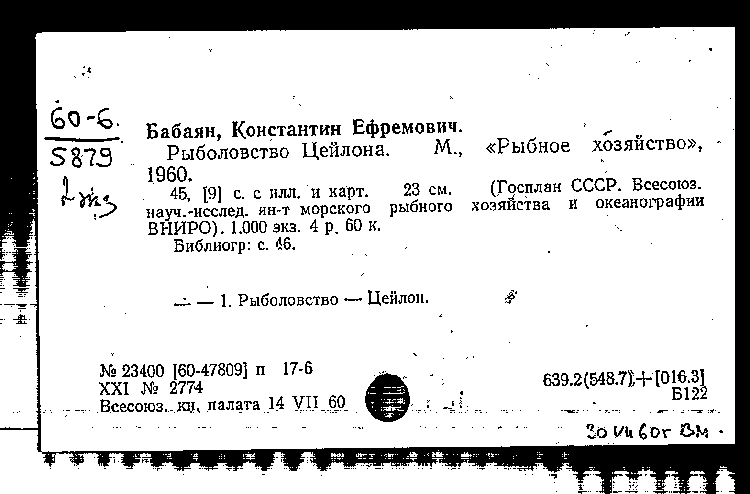 60-6.
5879
2 экз
Бабаян, Константин Ефремович.
Рыболовство Цейлона. М., «Рыбное хозяйство»,
1960.
45, [9] с. с илл. и карт. 23 см. (Госплан СССР. Всесоюз.
науч.-исслед. ин-т морского рыбного хозяйства и океанографии
ВНИРО). 1.000 экз. 4 р. 60 к.
Библиогр: с. 46.
— — 1. Рыболовство — Цейлон.
№ 23400 [60-47809] п 17-6
XXI № 2774
Всесоюз. кн. палата 14 VII 60
639.2(548.7)+[016.3]
Б122
30 VII 60г ВМ.